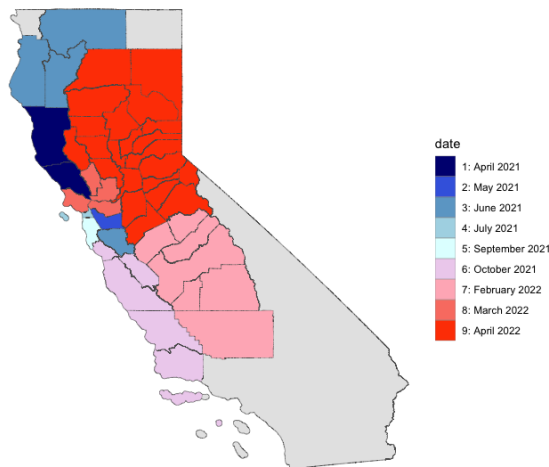 date
1: April 2021
2: May 2021
3: June 2021
4: July 2021
5: September 2021
6: October 2021
7: February 2022
8: March 2022
9: April 2022